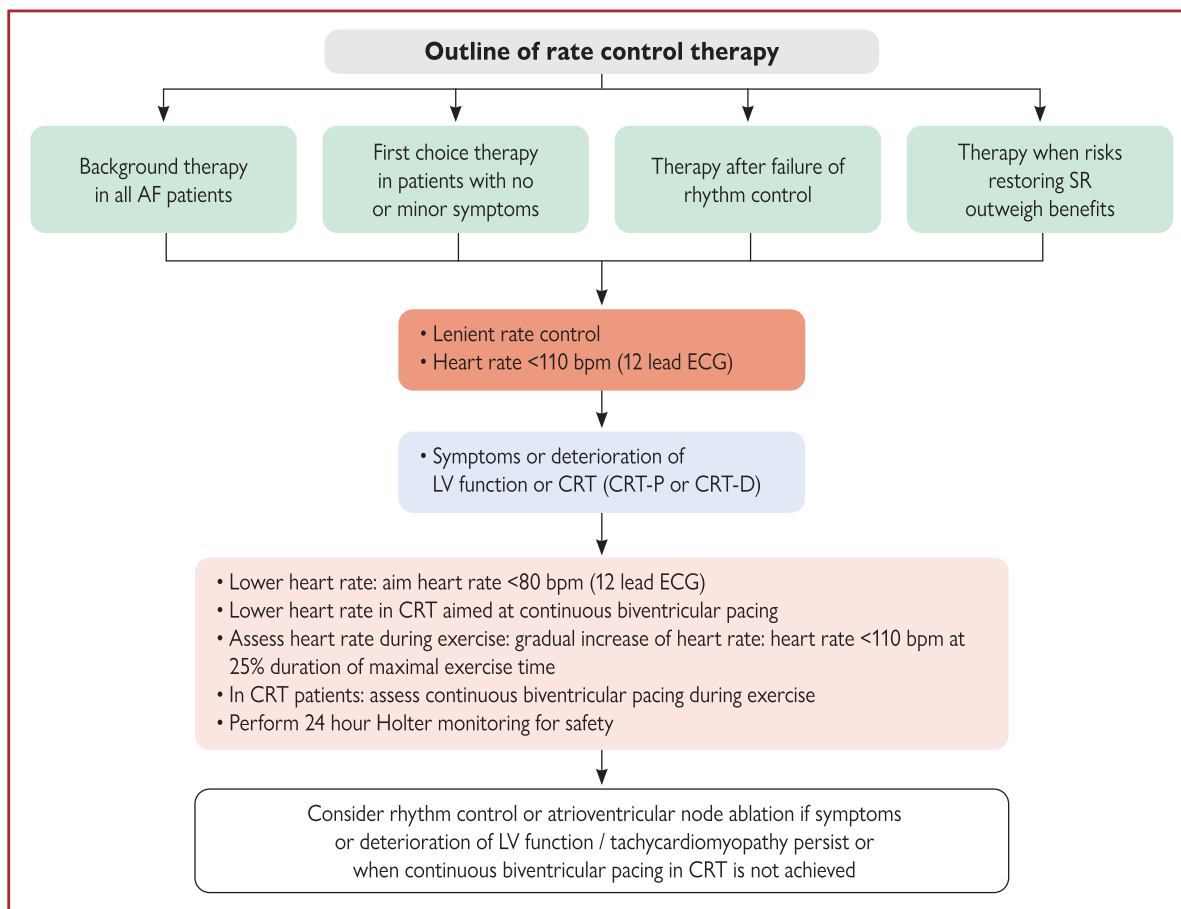 Outline of rate control therapy
Background therapy
in all AF patients
First choice therapy
in patients with no
or minor symptoms
Therapy after failure of
rhythm control
Therapy when risks
restoring SR
outweigh benefits
• Lenient rate control
• Heart rate <110 bpm (12 lead ECG)
• Symptoms or deterioration of
LV function or CRT (CRT-P or CRT-D)
• Lower heart rate: aim heart rate <80 bpm (12 lead ECG)
• Lower heart rate in CRT aimed at continuous biventricular pacing
• Assess heart rate during exercise: gradual increase of heart rate: heart rate <110 bpm at
25% duration of maximal exercise time
• In CRT patients: assess continuous biventricular pacing during exercise
• Perform 24 hour Holter monitoring for safety
Consider rhythm control or atrioventricular node ablation if symptoms
or deterioration of LV function / tachycardiomyopathy persist or
when continuous biventricular pacing in CRT is not achieved